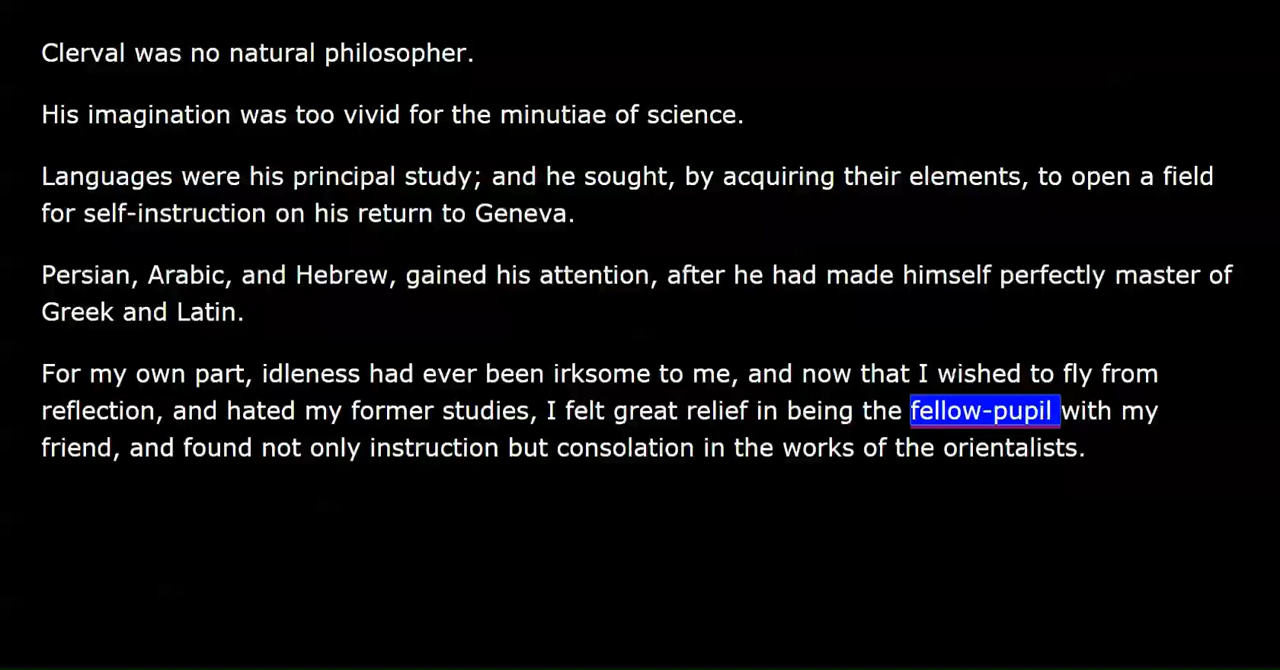 Clerval was no natural philosopher.
His imagination was too vivid for the minutiae of science.
Languages were his principal study; and he sought, by acquiring their elements, to open a field
for self-instruction on his return to Geneva.
Persian, Arabic, and Hebrew, gained his attention, after he had made himself perfectly master of
Greek and Latin.
For my own part, idleness had ever been irksome to me, and now that I wished to fly from
reflection, and hated my former studies, I felt great relief in being the fellow-pupil with my
friend, and found not only instruction but consolation in the works of the orientalists.